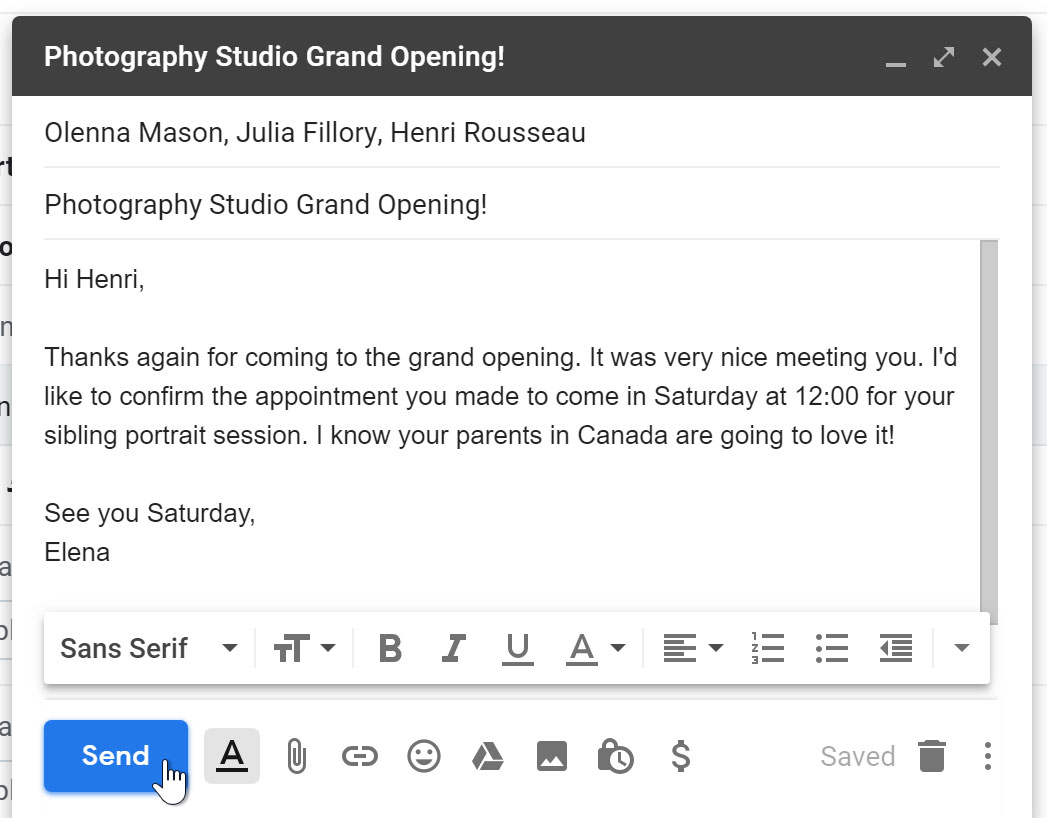 Photography Studio Grand Opening!
Olenna Mason, Julia Fillory, Henri Rousseau
Photography Studio Grand Opening!
Hi Henri,
Thanks again for coming to the grand opening. It was very nice meeting you. I'd
like to confirm the appointment you made to come in Saturday at 12:00 for your
sibling portrait session. I know your parents in Canada are going to love it!
See you Saturday,
Elena
Sans Serif
Send
Saved